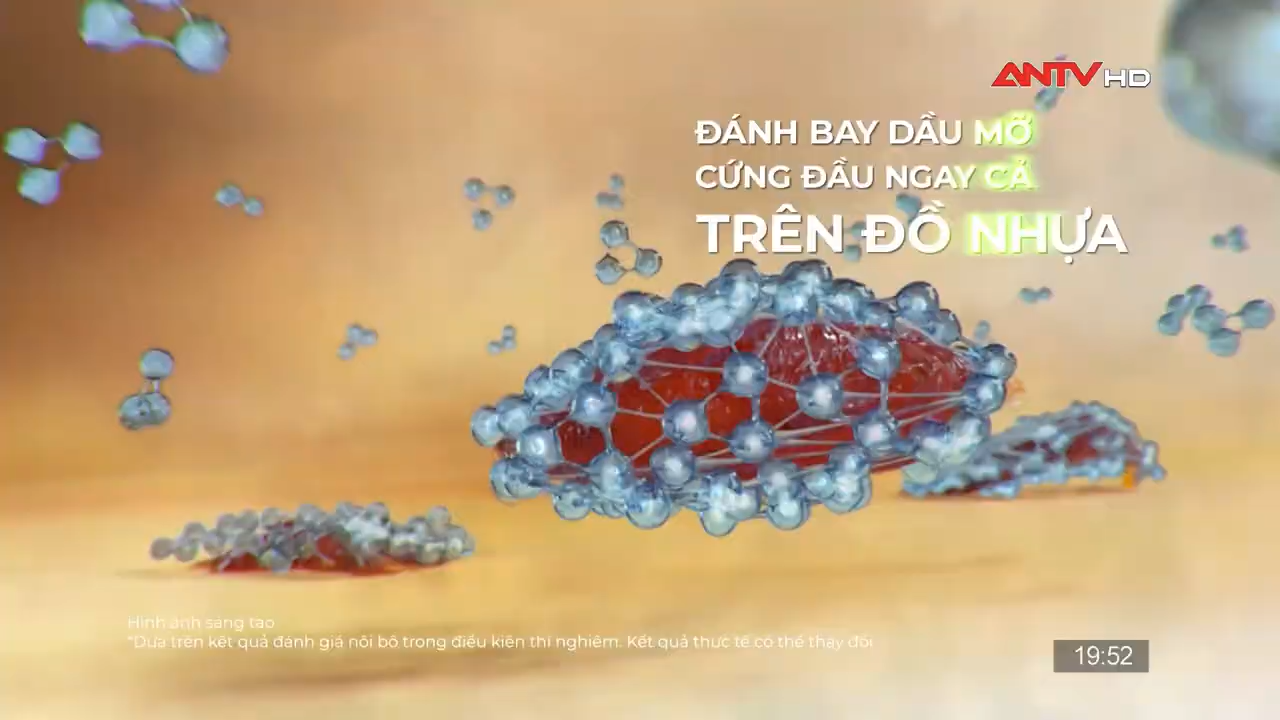 ANTV HD
ĐÁNH BAY DẦU MỠ
CỨNG ĐẦU NGAY CẢ
TRÊN ĐỒ NHỰA
Hình ảnh sáng tạo
*Dựa trên kết quả đánh giá nội bộ trong điều kiện thí nghiệm. Kết quả thực tế có thể thay đổi
19:52